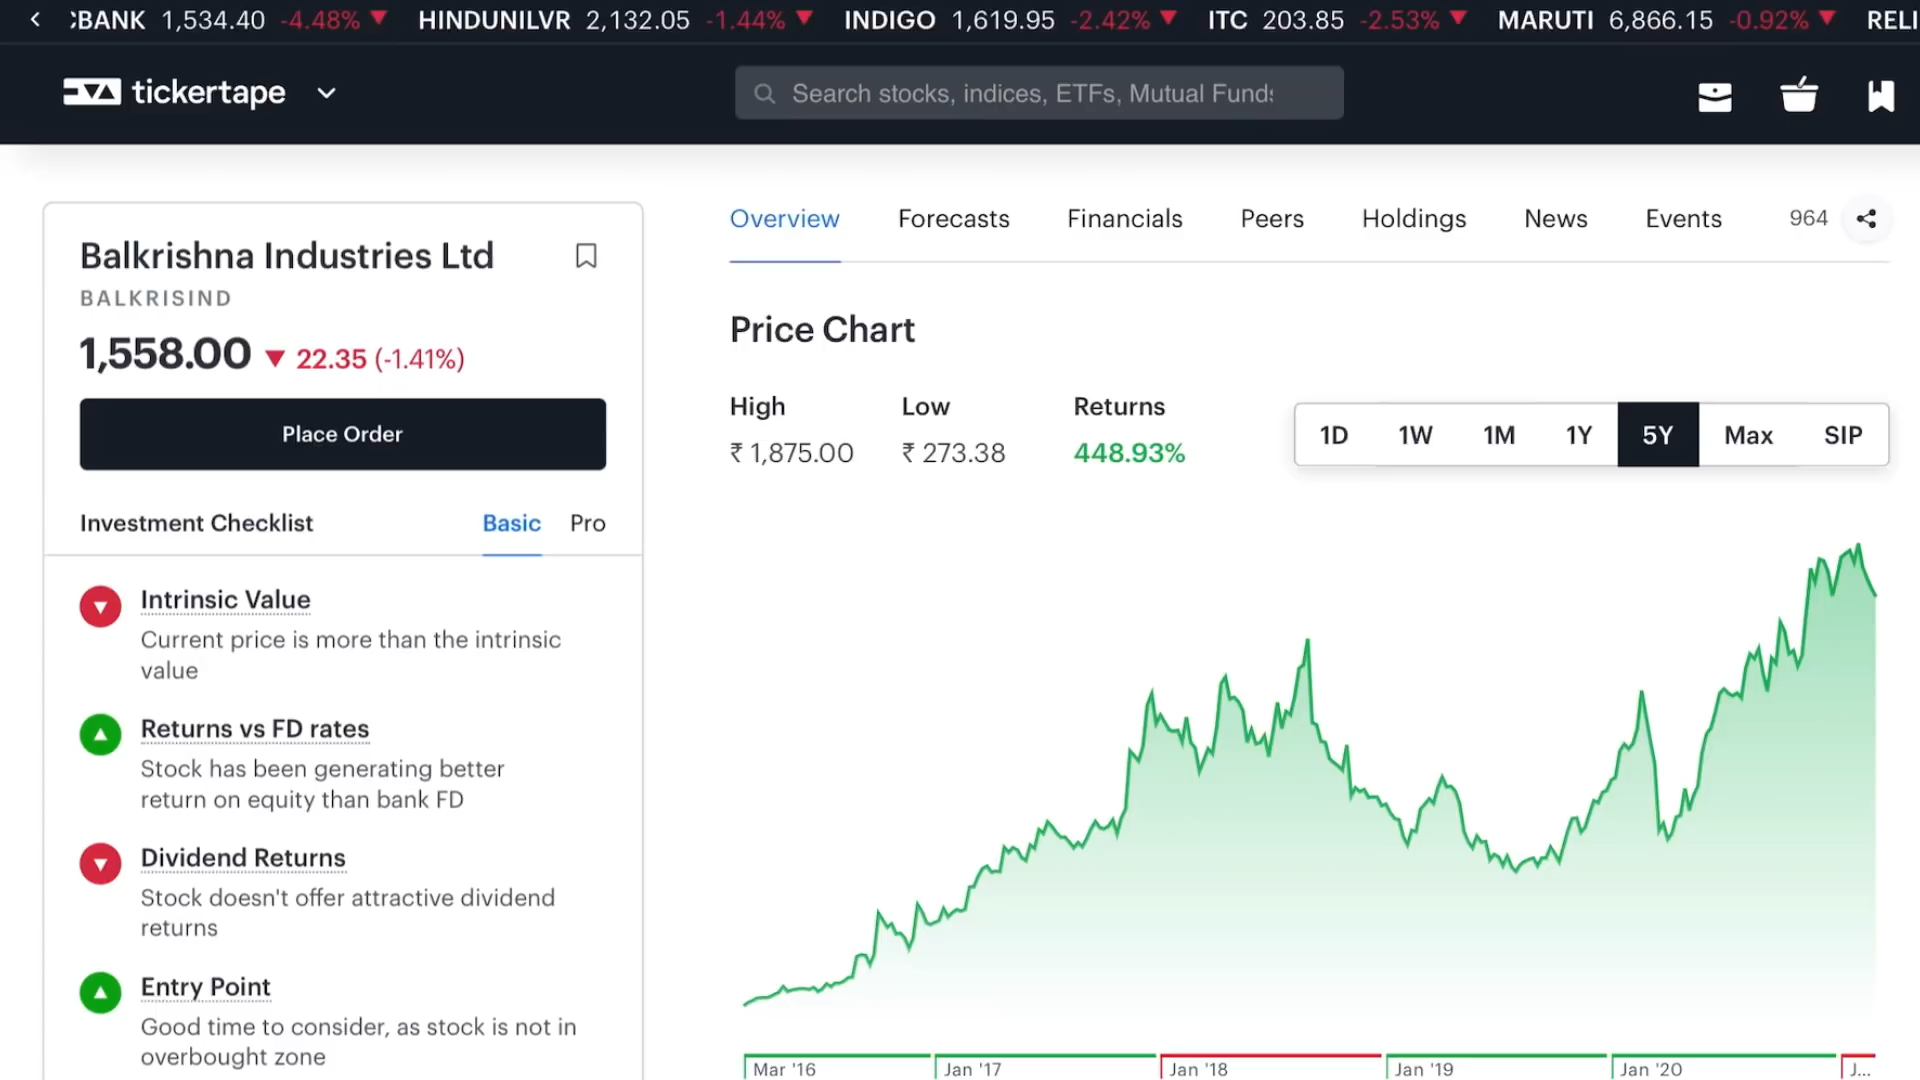 1,534.40 -4.48% HINDUNILVR 2,132.05 -1.44% INDIGO 1,619.95 -2.42% ITC 203.85 -2.53% MARUTI 6,866.15 -0.92%
tickertape
Search stocks, indices, ETFs, Mutual
Overview Forecasts Financials Peers Holdings News Events 964
Balkrishna Industries Ltd
BALKRISIND
1,558.00 22.35 (-1.41%)
Place Order
Investment Checklist Basic Pro
Intrinsic Value
Current price is more than the intrinsic
value
Returns vs FD rates
Stock has been generating better
return on equity than bank FD
Dividend Returns
Stock doesn't offer attractive dividend
returns
Entry Point
Good time to consider, as stock is not in
overbought zone
Price Chart
High Low Returns
₹ 1,875.00 ₹ 273.38 448.93%
1D 1W 1M 1Y 5Y Max SIP
Mar '16 Jan '17 Jan '18 Jan '19 Jan '20 J...